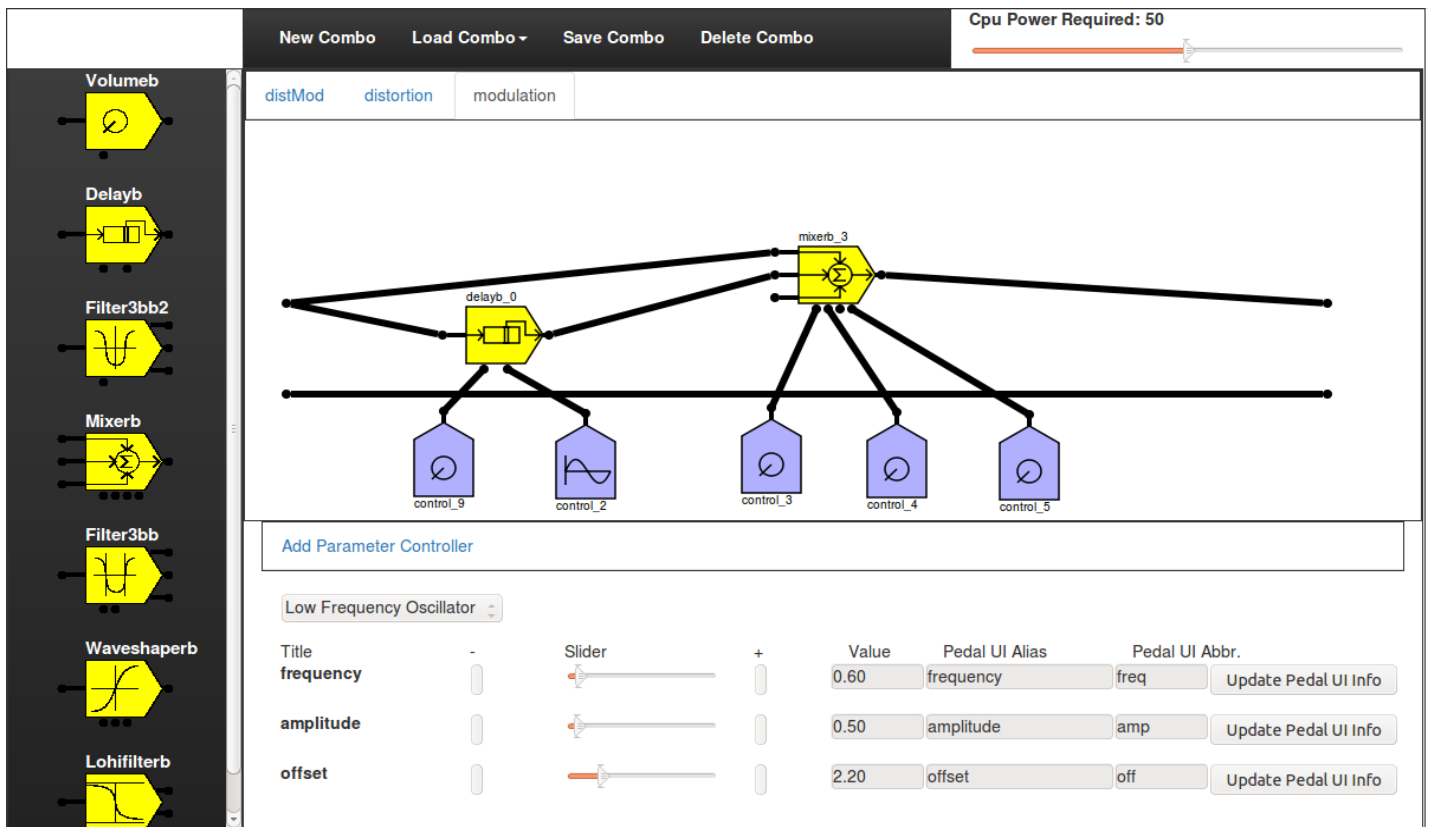 New Combo Load Combo Save Combo Delete Combo
Cpu Power Required: 50
Volumeb
Delayb
Filter3bb2
Mixerb
Filter3bb
Waveshaperb
Lohifilterb
distMod distortion modulation
mixerb_3
delayb_0
control_9 control_2 control_3 control_4 control_5
Add Parameter Controller
Low Frequency Oscillator
Title - Slider + Value Pedal UI Alias Pedal UI Abbr.
frequency 0.60 frequency freq Update Pedal UI Info
amplitude 0.50 amplitude amp Update Pedal UI Info
offset 2.20 offset off Update Pedal UI Info